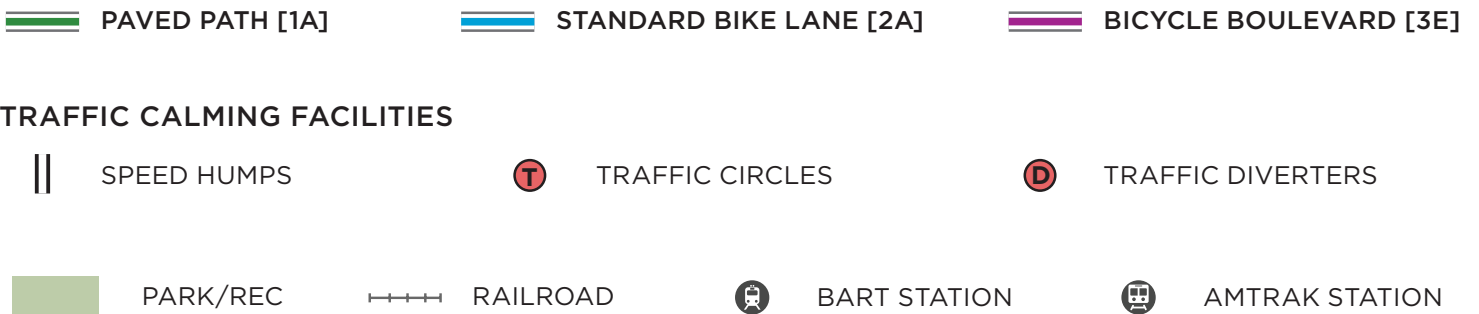 PAVED PATH [1A] STANDARD BIKE LANE [2A] BICYCLE BOULEVARD [3E]
TRAFFIC CALMING FACILITIES
SPEED HUMPS T TRAFFIC CIRCLES D TRAFFIC DIVERTERS
PARK/REC RAILROAD BART STATION AMTRAK STATION